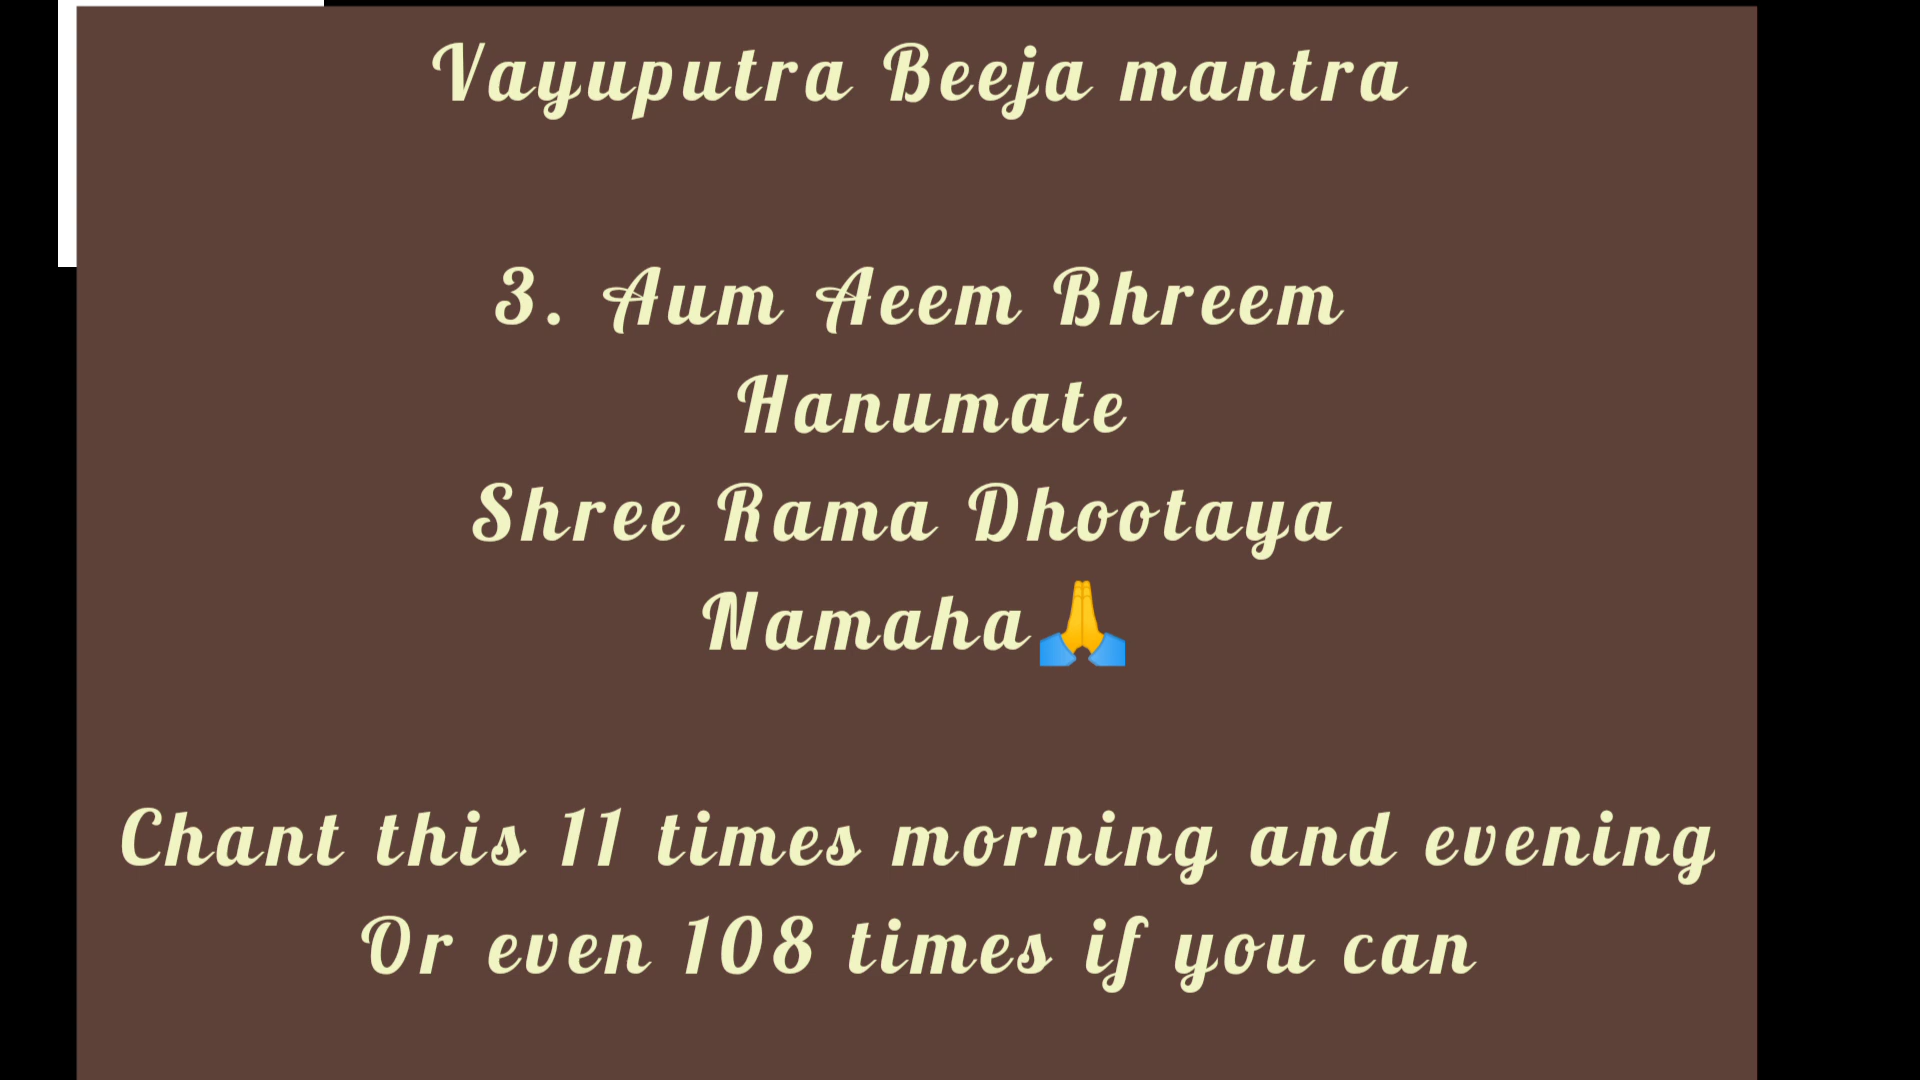 Vayuputra Beeja mantra
3. Aum Aeem Bhreem
Hanumate
Shree Rama Dhootaya
Namaha🙏
Chant this 11 times morning and evening
Or even 108 times if you can